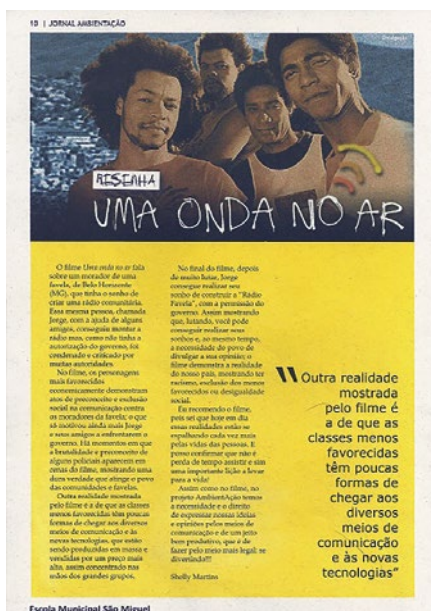 10 | JORNAL AMBIENTAÇÃO
Divulgação
RESENHA
UMA ONDA NO AR
O filme Uma onda no ar fala
sobre um morador de uma
favela, de Belo Horizonte
(MG), que tinha o sonho de
criar uma rádio comunitária.
Essa mesma pessoa, chamada
Jorge, com a ajuda de alguns
amigos, conseguiu montar a
rádio mas, como não tinha a
autorização do governo, foi
condenado e criticado por
muitas autoridades.
No filme, os personagens
mais favorecidos
economicamente demonstram
atos de preconceito e exclusão
social na comunicação contra
os moradores da favela; o que
só motivou ainda mais Jorge
e seus amigos a enfrentarem o
governo. Há momentos em que
a brutalidade e preconceito de
alguns policiais aparecem em
cenas do filme, mostrando uma
dura verdade que atinge o povo
das comunidades e favelas.
Outra realidade mostrada
pelo filme é a de que as classes
menos favorecidas têm poucas
formas de chegar aos diversos
meios de comunicação e às
novas tecnologias, que estão
sendo produzidas em massa e
vendidas por um preço mais
alto, assim concentrando nas
mãos dos grandes grupos.
No final do filme, depois
de muito lutar, Jorge
consegue realizar seu
sonho de construir a "Rádio
Favela", com a permissão do
governo. Assim mostrando
que, lutando, você pode
conseguir realizar seus
sonhos e, ao mesmo tempo,
a necessidade do povo de
divulgar a sua opinião; o
filme demonstra a realidade
do nosso país, mostrando ter
racismo, exclusão dos menos
favorecidos ou desigualdade
social.
Eu recomendo o filme,
pois sei que hoje em dia
essas realidades estão se
espalhando cada vez mais
pelas vidas das pessoas. E
posso confirmar que não é
perda de tempo assistir e sim
uma importante lição a levar
para a vida!
Assim como no filme, no
projeto AmbientAção temos
a necessidade e o direito
de expressar nossas ideias
e opiniões pelos meios de
comunicação e de um jeito
bem produtivo, que é de
fazer pelo meio mais legal: se
divertindo!!!
Shelly Martins
"Outra realidade
mostrada
pelo filme é
a de que as
classes menos
favorecidas
têm poucas
formas de
chegar aos
diversos
meios de
comunicação
e às novas
tecnologias"
Escola Municipal São Miguel